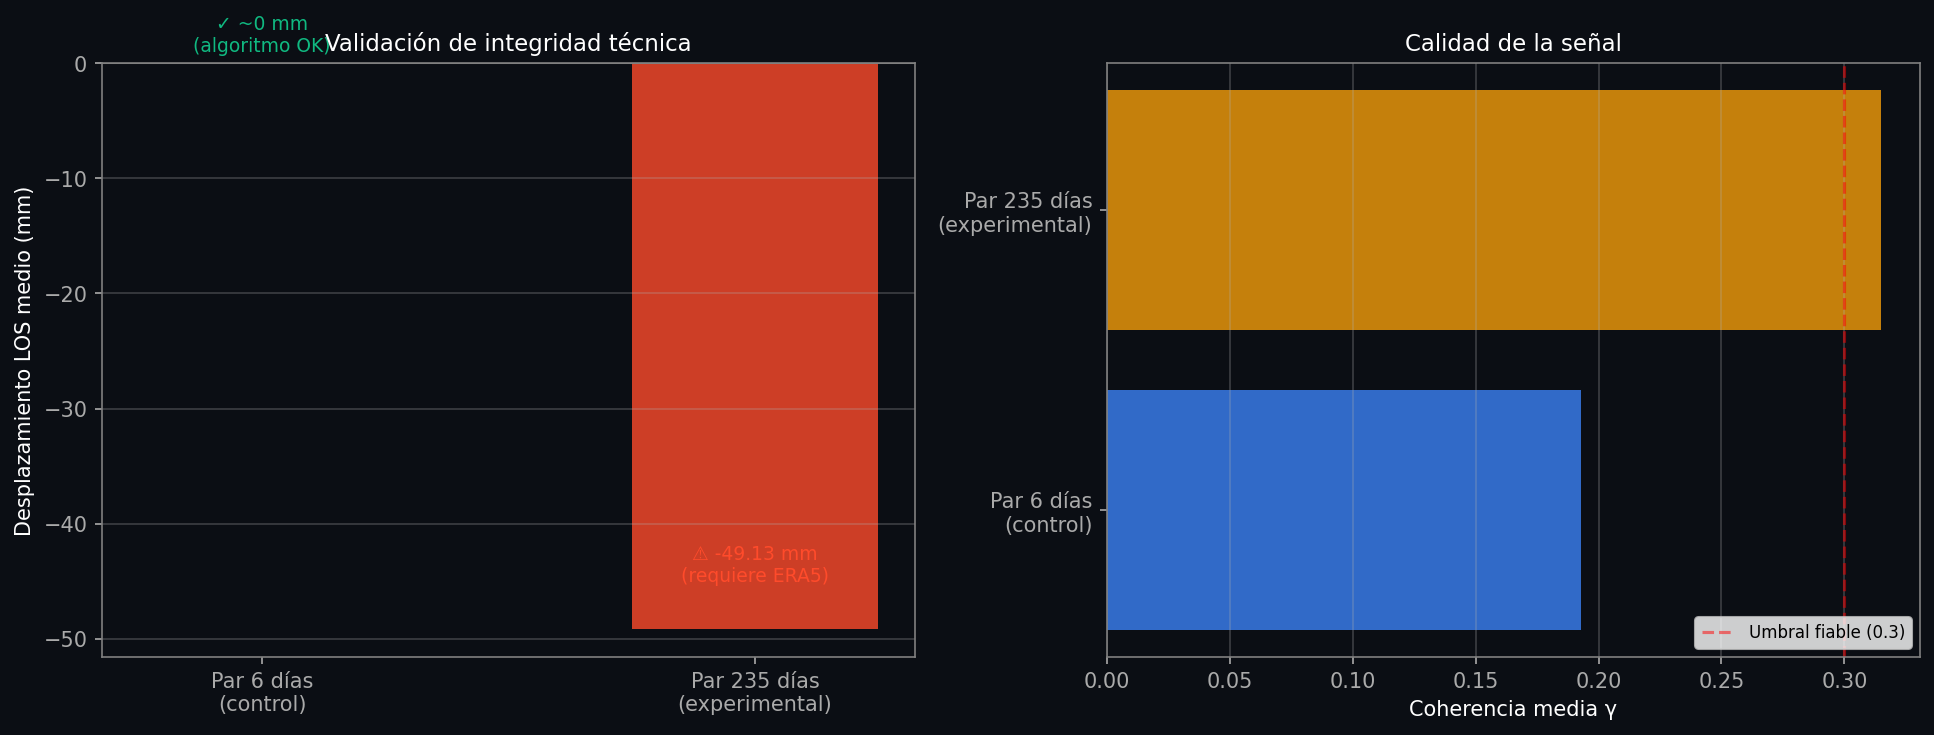 ✓ ~0 mm
(algoritmo OK)
Validación de integridad técnica
0
−10
−20
−30
−40
−50
Desplazamiento LOS medio (mm)
⚠ -49.13 mm
(requiere ERA5)
Par 6 días
(control)
Par 235 días
(experimental)
Calidad de la señal
Par 235 días
(experimental)
Par 6 días
(control)
Umbral fiable (0.3)
0.00
0.05
0.10
0.15
0.20
0.25
0.30
Coherencia media γ